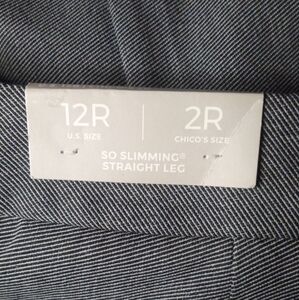 12R | 2R
U.S. SIZE CHICO'S SIZE
SO SLIMMING®
STRAIGHT LEG